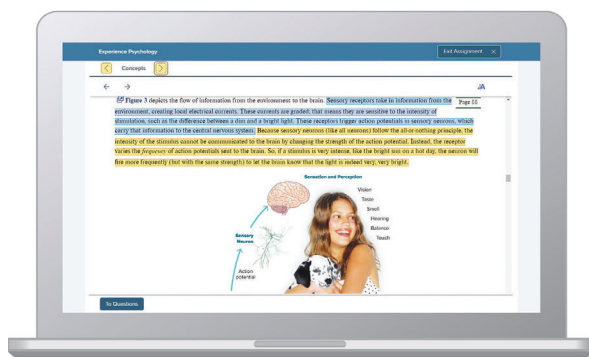 Experience Psychology
Exit Assignment X
Concepts
Figure 3 depicts the flow of information from the environment to the brain. Sensory receptors take in information from the
Page 88
environment, creating local electrical currents. These currents are graded; that means they are sensitive to the intensity of
stimulation, such as the difference between a dim and a bright light. These receptors trigger action potentials in sensory neurons, which
carry that information to the central nervous system. Because sensory neurons (like all neurons) follow the all-or-nothing principle, the
intensity of the stimulus cannot be communicated to the brain by changing the strength of the action potential. Instead, the receptor
varies the frequency of action potentials sent to the brain. So, if a stimulus is very intense, like the bright sun on a hot day, the neuron will
fire more frequently (but with the same strength) to let the brain know that the light is indeed very, very bright.
Sensation and Perception
Vision
Taste
Smell
Hearing
Balance
Touch
Sensory
Neuron
Action
potential
To Questions